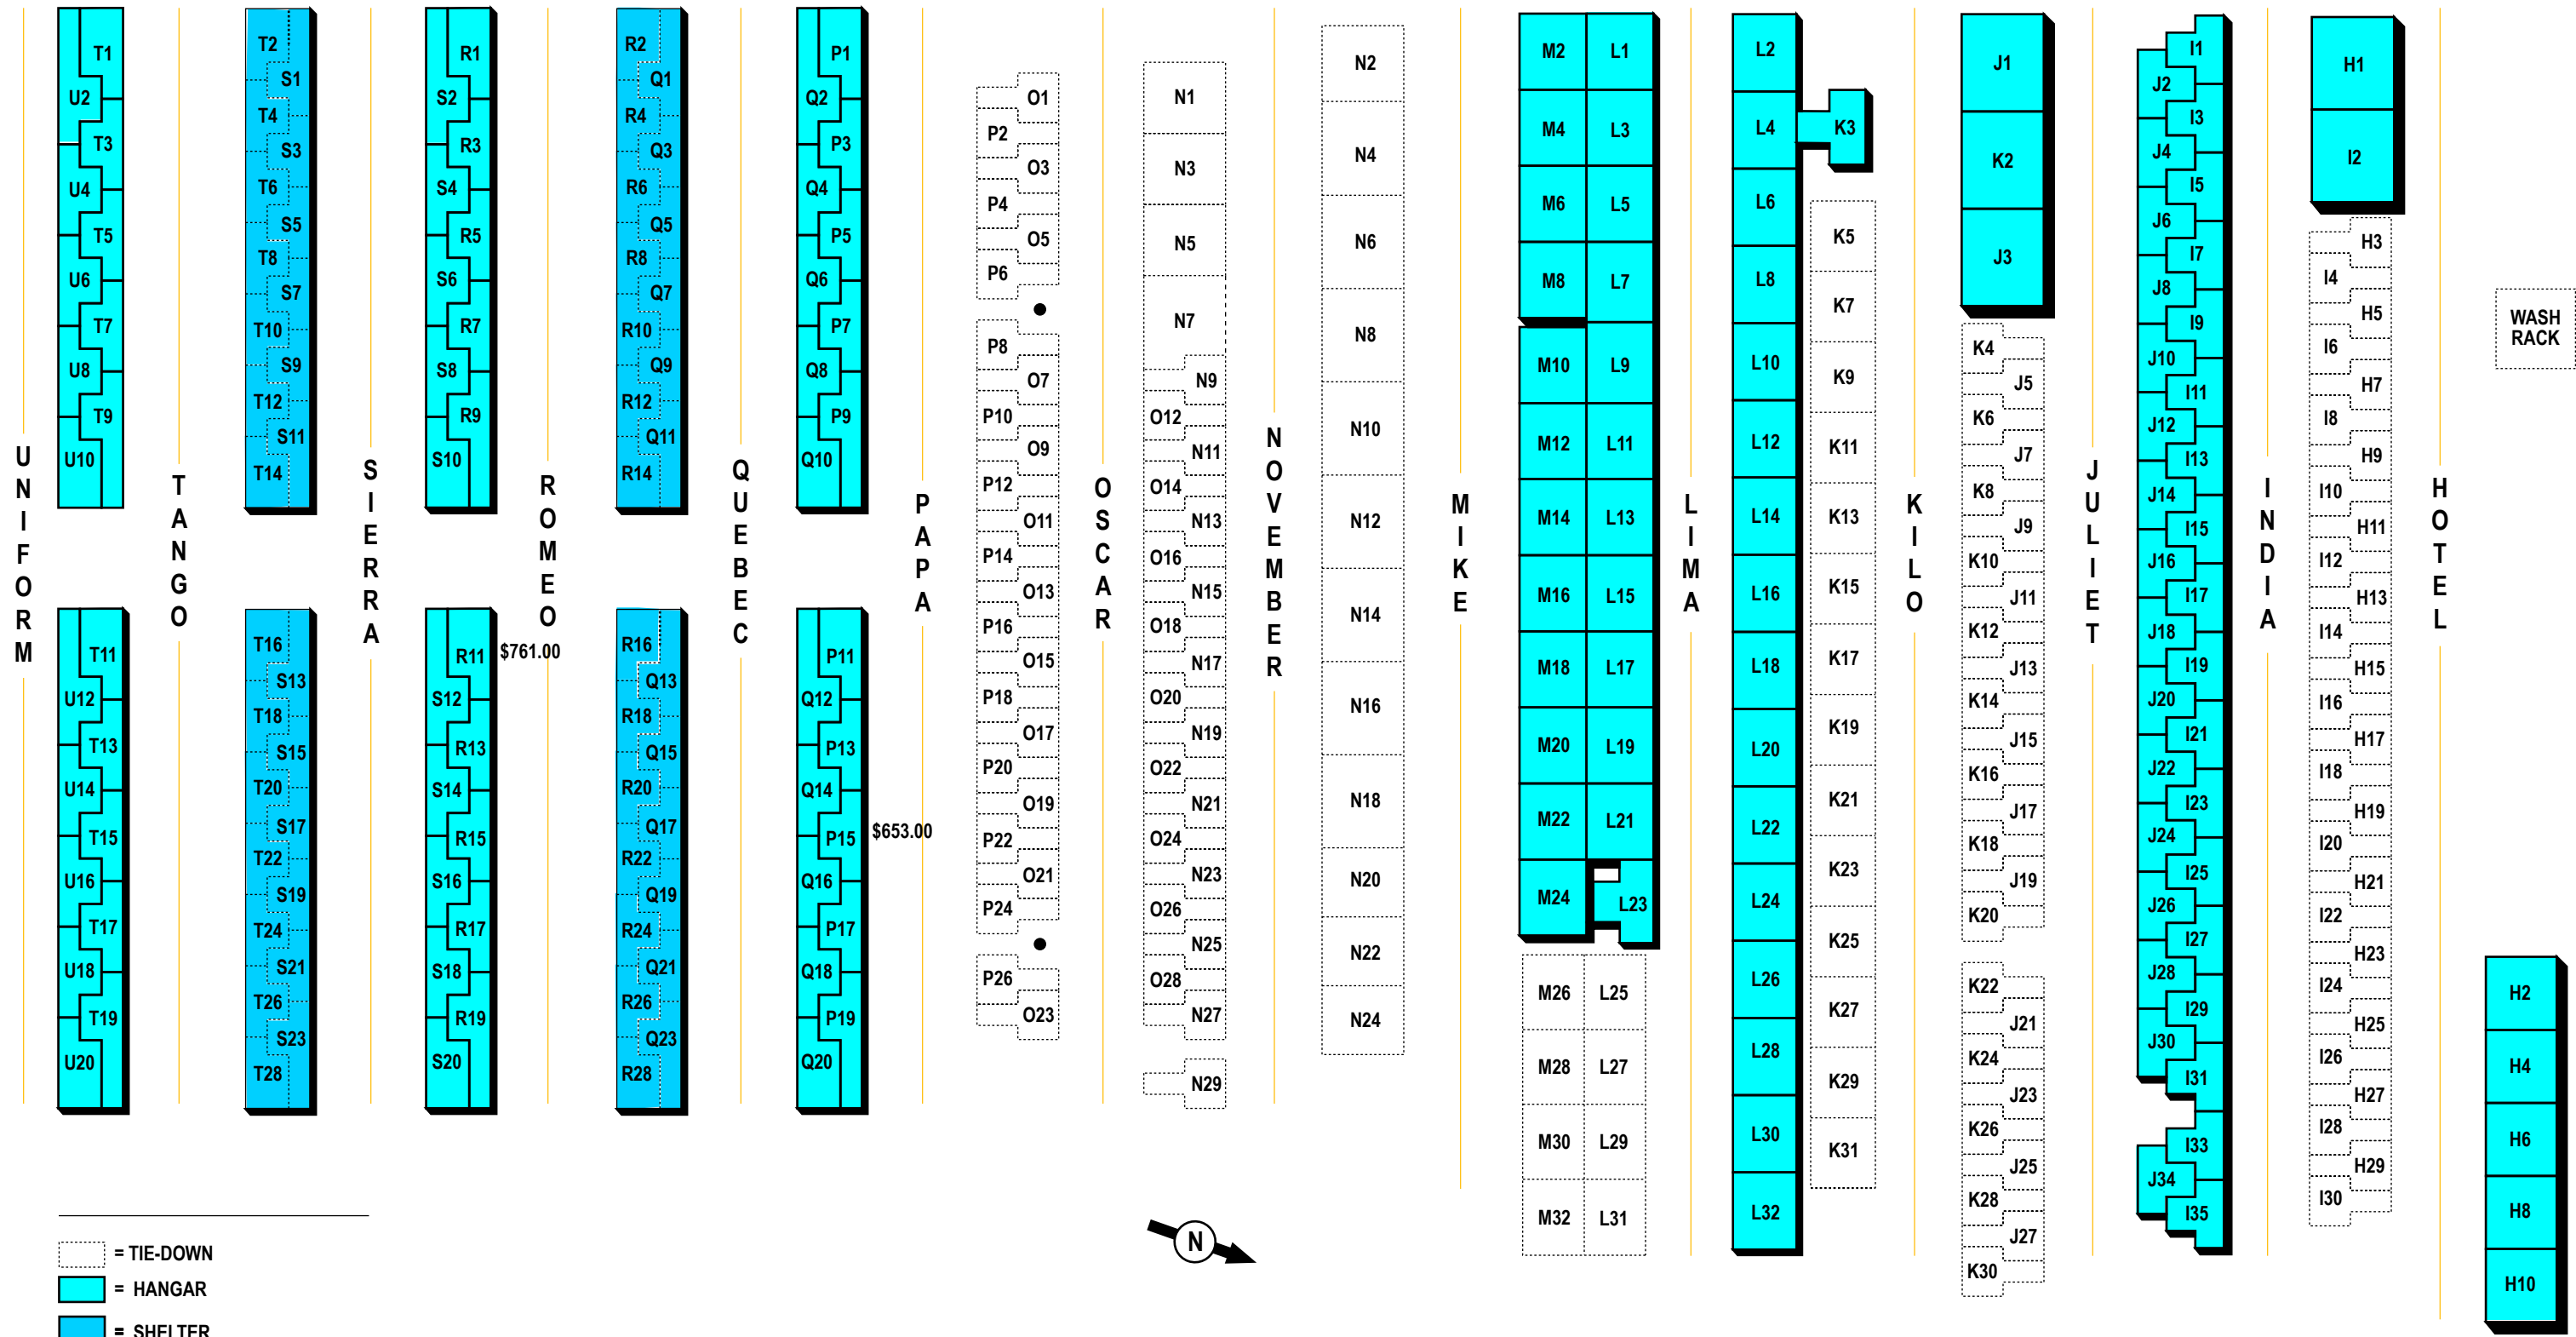 T1
U2
T3
U4
T5
U6
T7
U8
T9
U10
T11
U12
T13
U14
T15
U16
T17
U18
T19
U20
T2
S1
T4
S3
T6
S5
T8
S7
T10
S9
T12
S11
T14
T16
S13
T18
S15
T20
S17
T22
S19
T24
S21
T26
S23
T28
R1
S2
R3
S4
R5
S6
R7
S8
R9
S10
R11
$761.00
S12
R13
S14
R15
S16
R17
S18
R19
S20
R2
Q1
R4
Q3
R6
Q5
R8
Q7
R10
Q9
R12
Q11
R14
R16
Q13
R18
Q15
R20
Q17
R22
Q19
R24
Q21
R26
Q23
R28
P1
Q2
P3
Q4
P5
Q6
P7
Q8
P9
Q10
P11
Q12
P13
Q14
P15
$653.00
Q16
P17
Q18
P19
Q20
O1
P2
O3
P4
O5
P6
P8
O7
P10
O9
P12
O11
P14
O13
P16
O15
P18
O17
P20
O19
P22
O21
P24
P26
O23
N1
N3
N5
N7
N9
O12
N11
O14
N13
O16
N15
O18
N17
O20
N19
O22
N21
O24
N23
O26
N25
O28
N27
N29
N2
N4
N6
N8
N10
N12
N14
N16
N18
N20
N22
N24
M2 L1
M4 L3
M6 L5
M8 L7
M10 L9
M12 L11
M14 L13
M16 L15
M18 L17
M20 L19
M22 L21
M24 L23
M26 L25
M28 L27
M30 L29
M32 L31
L2
L4
L6
L8
L10
L12
L14
L16
L18
L20
L22
L24
L26
L28
L30
L32
K3
K5
K7
K9
K11
K13
K15
K17
K19
K21
K23
K25
K27
K29
K31
J1
K2
J3
K4
J5
K6
J7
K8
J9
K10
J11
K12
J13
K14
J15
K16
J17
K18
J19
K20
K22
J21
K24
J23
K26
J25
K28
J27
K30
I1
J2
I3
J4
I5
J6
I7
J8
I9
J10
I11
J12
I13
J14
I15
J16
I17
J18
I19
J20
I21
J22
I23
J24
I25
J26
I27
J28
I29
J30
I31
I33
J34
I35
H1
I2
H3
I4
H5
I6
H7
I8
H9
I10
H11
I12
H13
I14
H15
I16
H17
I18
H19
I20
H21
I22
H23
I24
H25
I26
H27
I28
H29
I30
WASH
RACK
H2
H4
H6
H8
H10
UNIFORM
TANGO
SIERRA
ROMEO
QUEBEC
PAPA
OSCAR
NOVEMBER
MIKE
LIMA
KILO
JULIET
INDIA
HOTEL
N
= TIE-DOWN
= HANGAR
= SHELTER